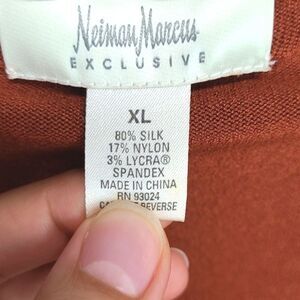 Neiman Marcus
EXCLUSIVE
XL
80% SILK
17% NYLON
3% LYCRA®
SPANDEX
MADE IN CHINA
RN 93024
REVERSE